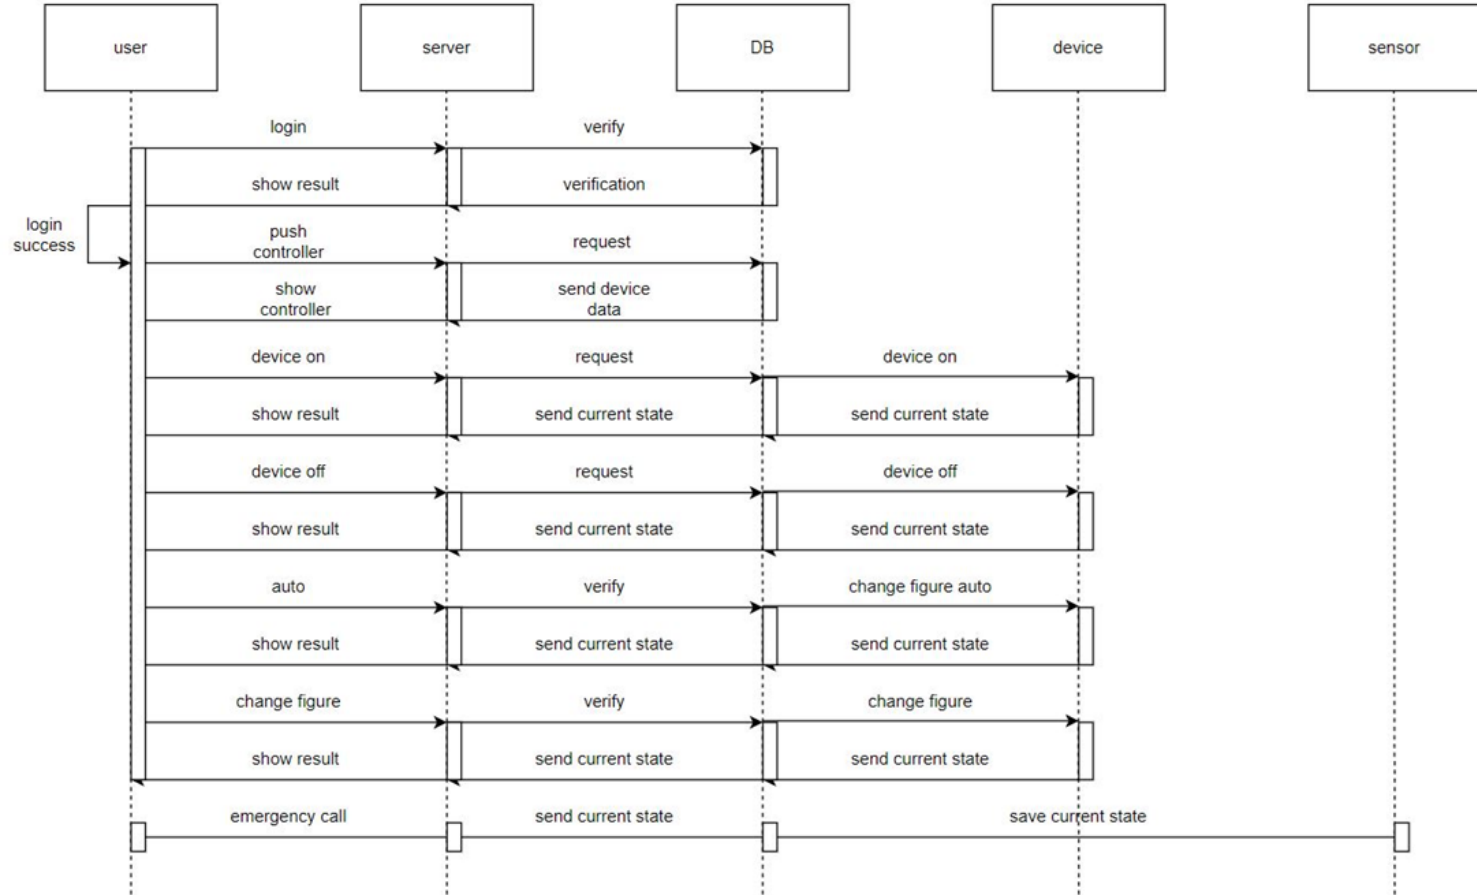 user
server
DB
device
sensor
login
verify
show result
verification
login
success
push
controller
request
show
controller
send device
data
device on
request
device on
show result
send current state
send current state
device off
request
device off
show result
send current state
send current state
auto
verify
change figure auto
show result
send current state
send current state
change figure
verify
change figure
show result
send current state
send current state
emergency call
send current state
save current state